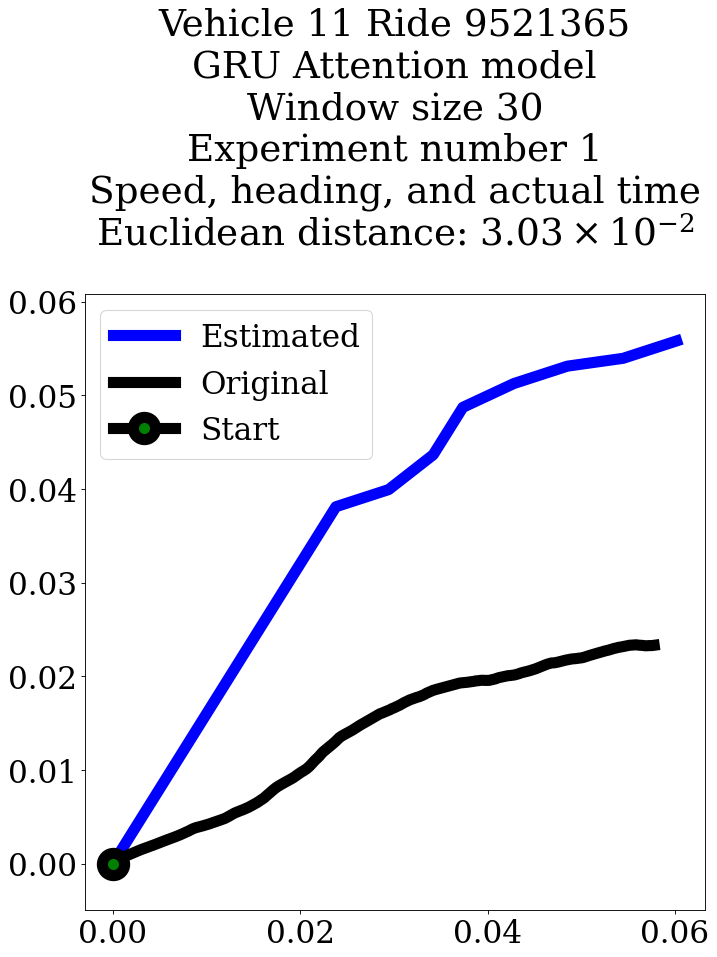 Vehicle 11 Ride 9521365
GRU Attention model
Window size 30
Experiment number 1
Speed, heading, and actual time
Euclidean distance: 3.03 × 10⁻²
0.06
0.05
0.04
0.03
0.02
0.01
0.00
Estimated
Original
Start
0.00 0.02 0.04 0.06